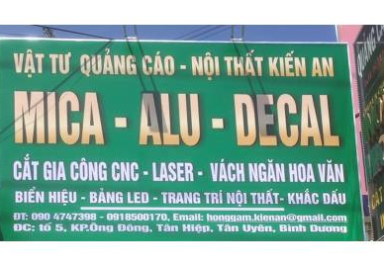 VẬT TƯ QUẢNG CÁO - NỘI THẤT KIẾN AN
MICA - ALU - DECAL
CẮT GIA CÔNG CNC - LASER - VÁCH NGĂN HOA VĂN
BIỂN HIỆU - BẢNG LED - TRANG TRÍ NỘI THẤT- KHẮC DẤU
ĐT: 090 4747398 - 0918500170, Email: honggam.kienan@gmail.com
ĐC: tổ 5, KP.Ông Đông, Tân Hiệp, Tân Uyên, Bình Dương